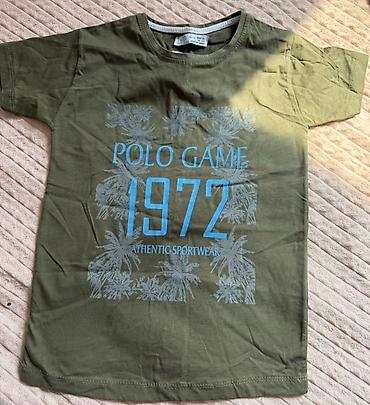 POLO GAME
1972
ATHENTIC SPORTWEAR